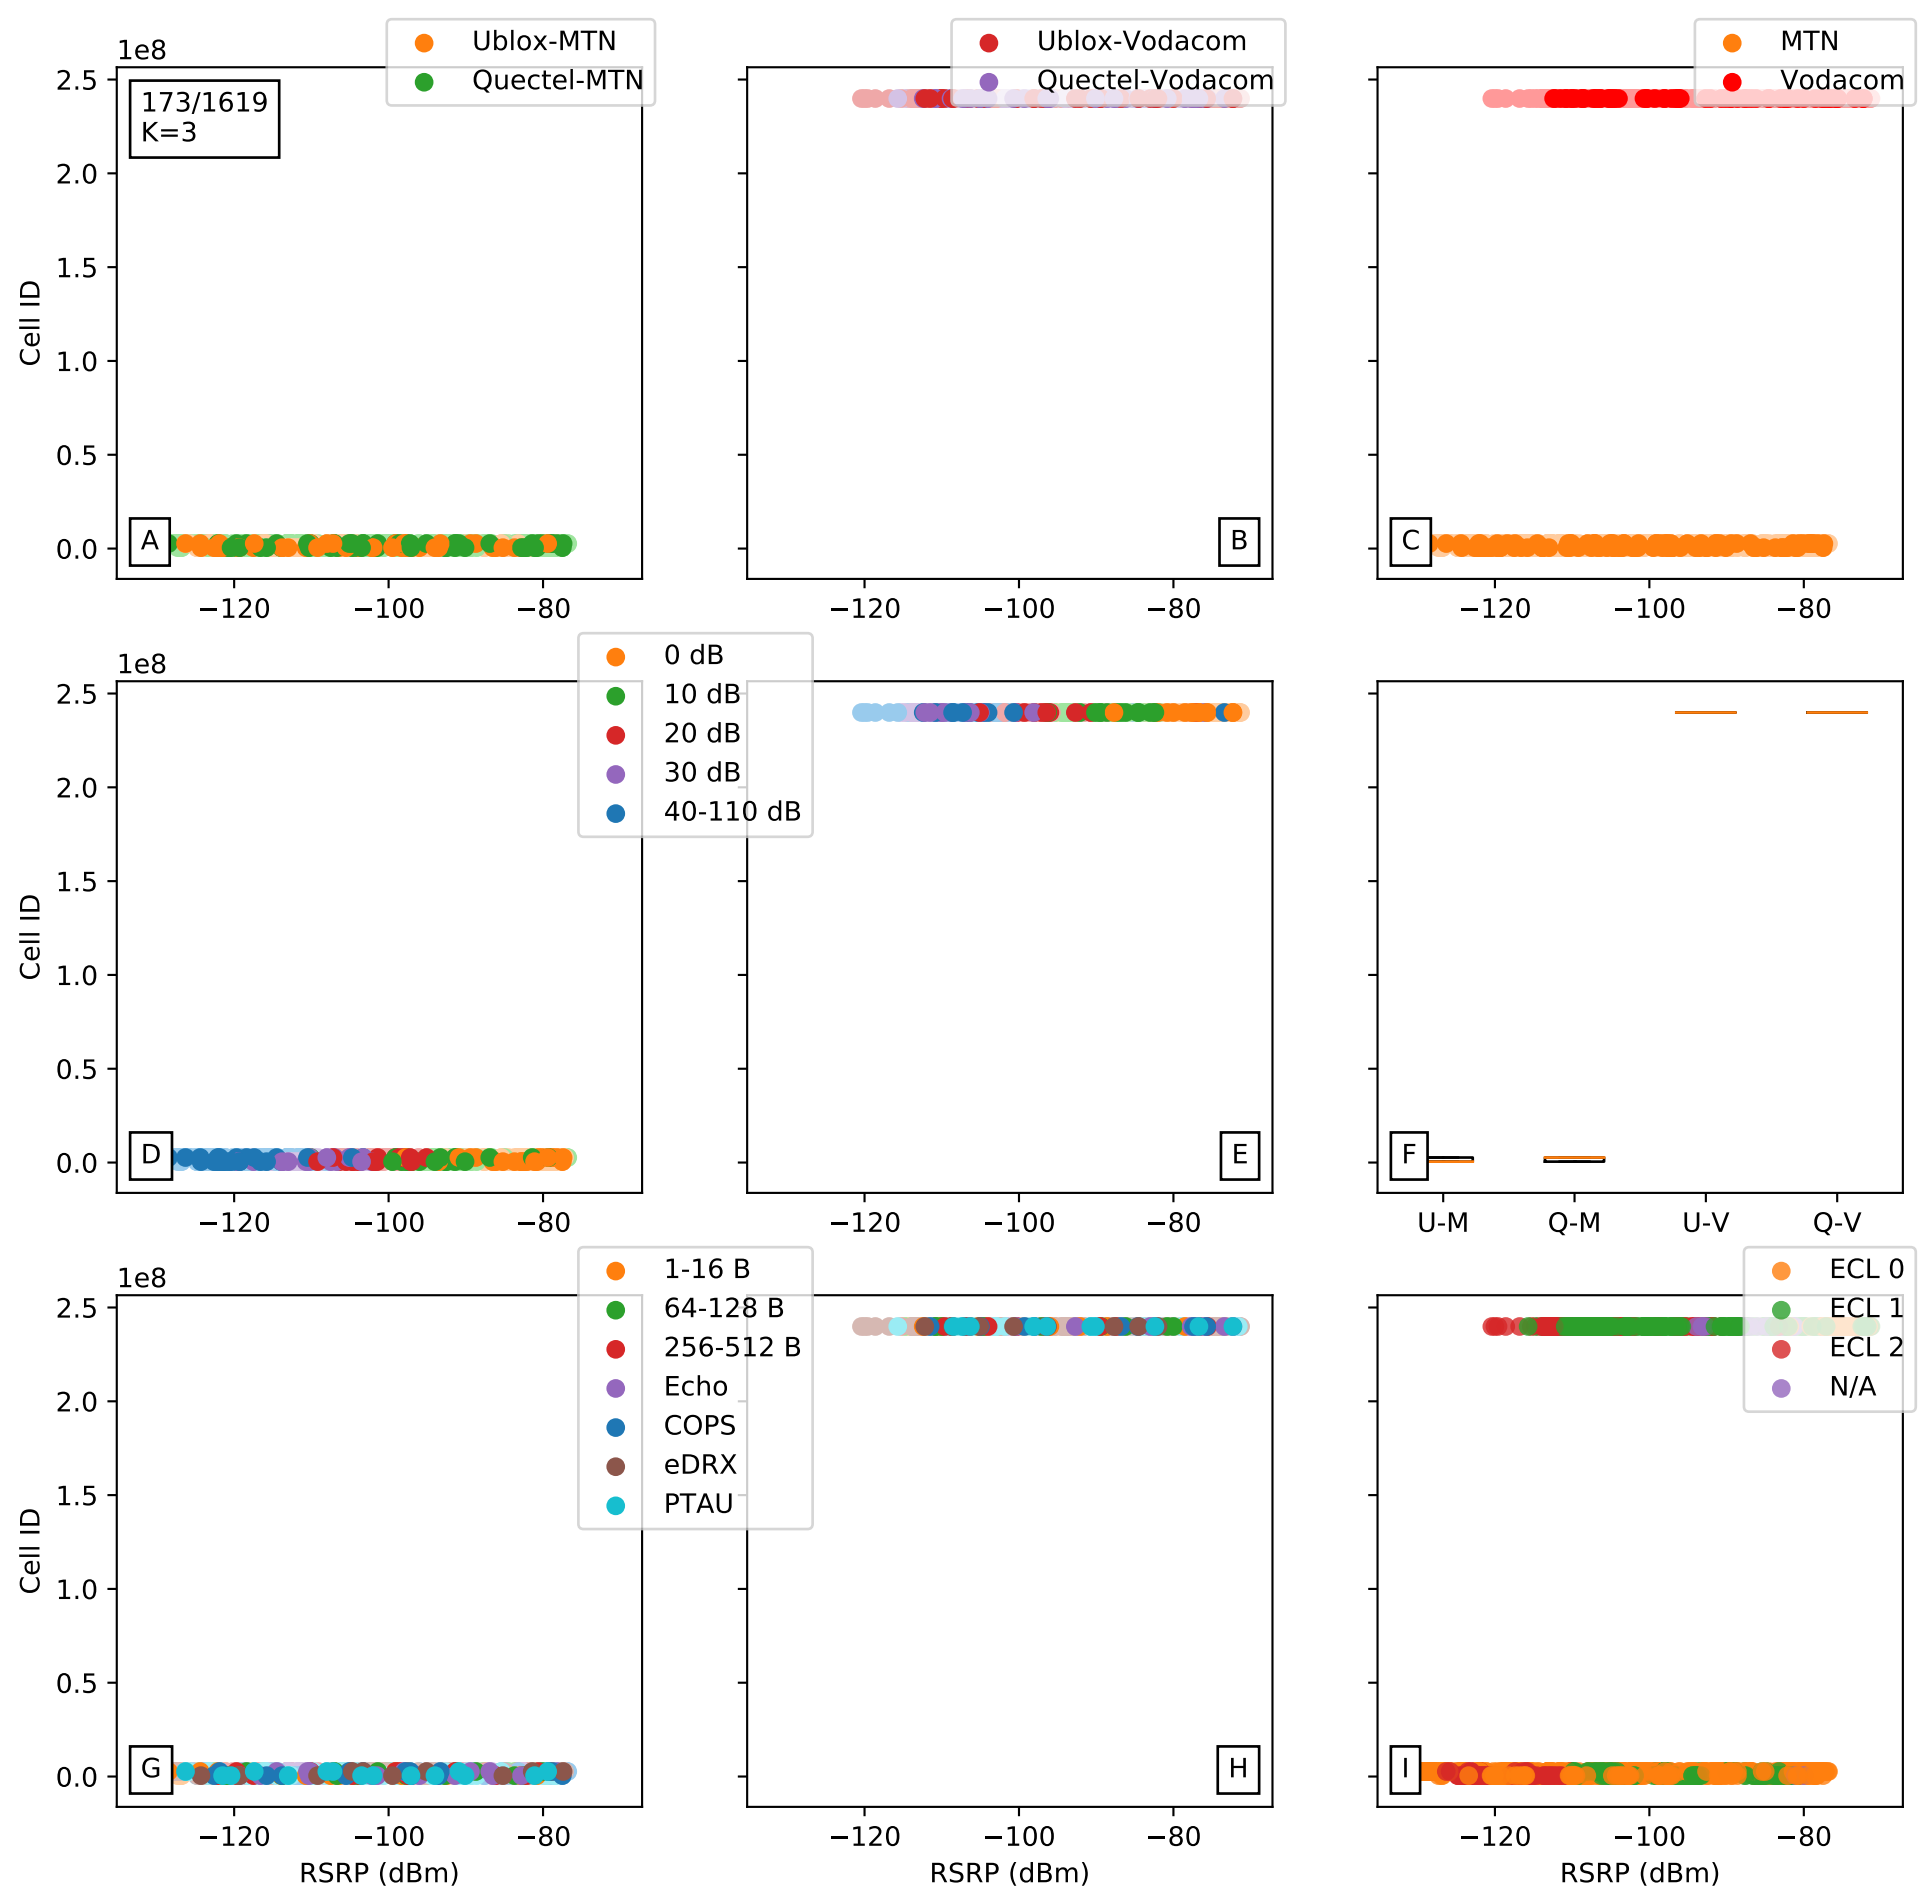 Ublox-MTN
Quectel-MTN
Ublox-Vodacom
Quectel-Vodacom
MTN
Vodacom
1e8
2.5
2.0
1.5
1.0
0.5
0.0
Cell ID
173/1619
K=3
A
−120
−100
−80
B
−120
−100
−80
C
−120
−100
−80
1e8
2.5
2.0
1.5
1.0
0.5
0.0
Cell ID
0 dB
10 dB
20 dB
30 dB
40-110 dB
D
−120
−100
−80
E
−120
−100
−80
F
U-M
Q-M
U-V
Q-V
1e8
2.5
2.0
1.5
1.0
0.5
0.0
Cell ID
1-16 B
64-128 B
256-512 B
Echo
COPS
eDRX
PTAU
ECL 0
ECL 1
ECL 2
N/A
G
−120
−100
−80
RSRP (dBm)
H
−120
−100
−80
RSRP (dBm)
I
−120
−100
−80
RSRP (dBm)